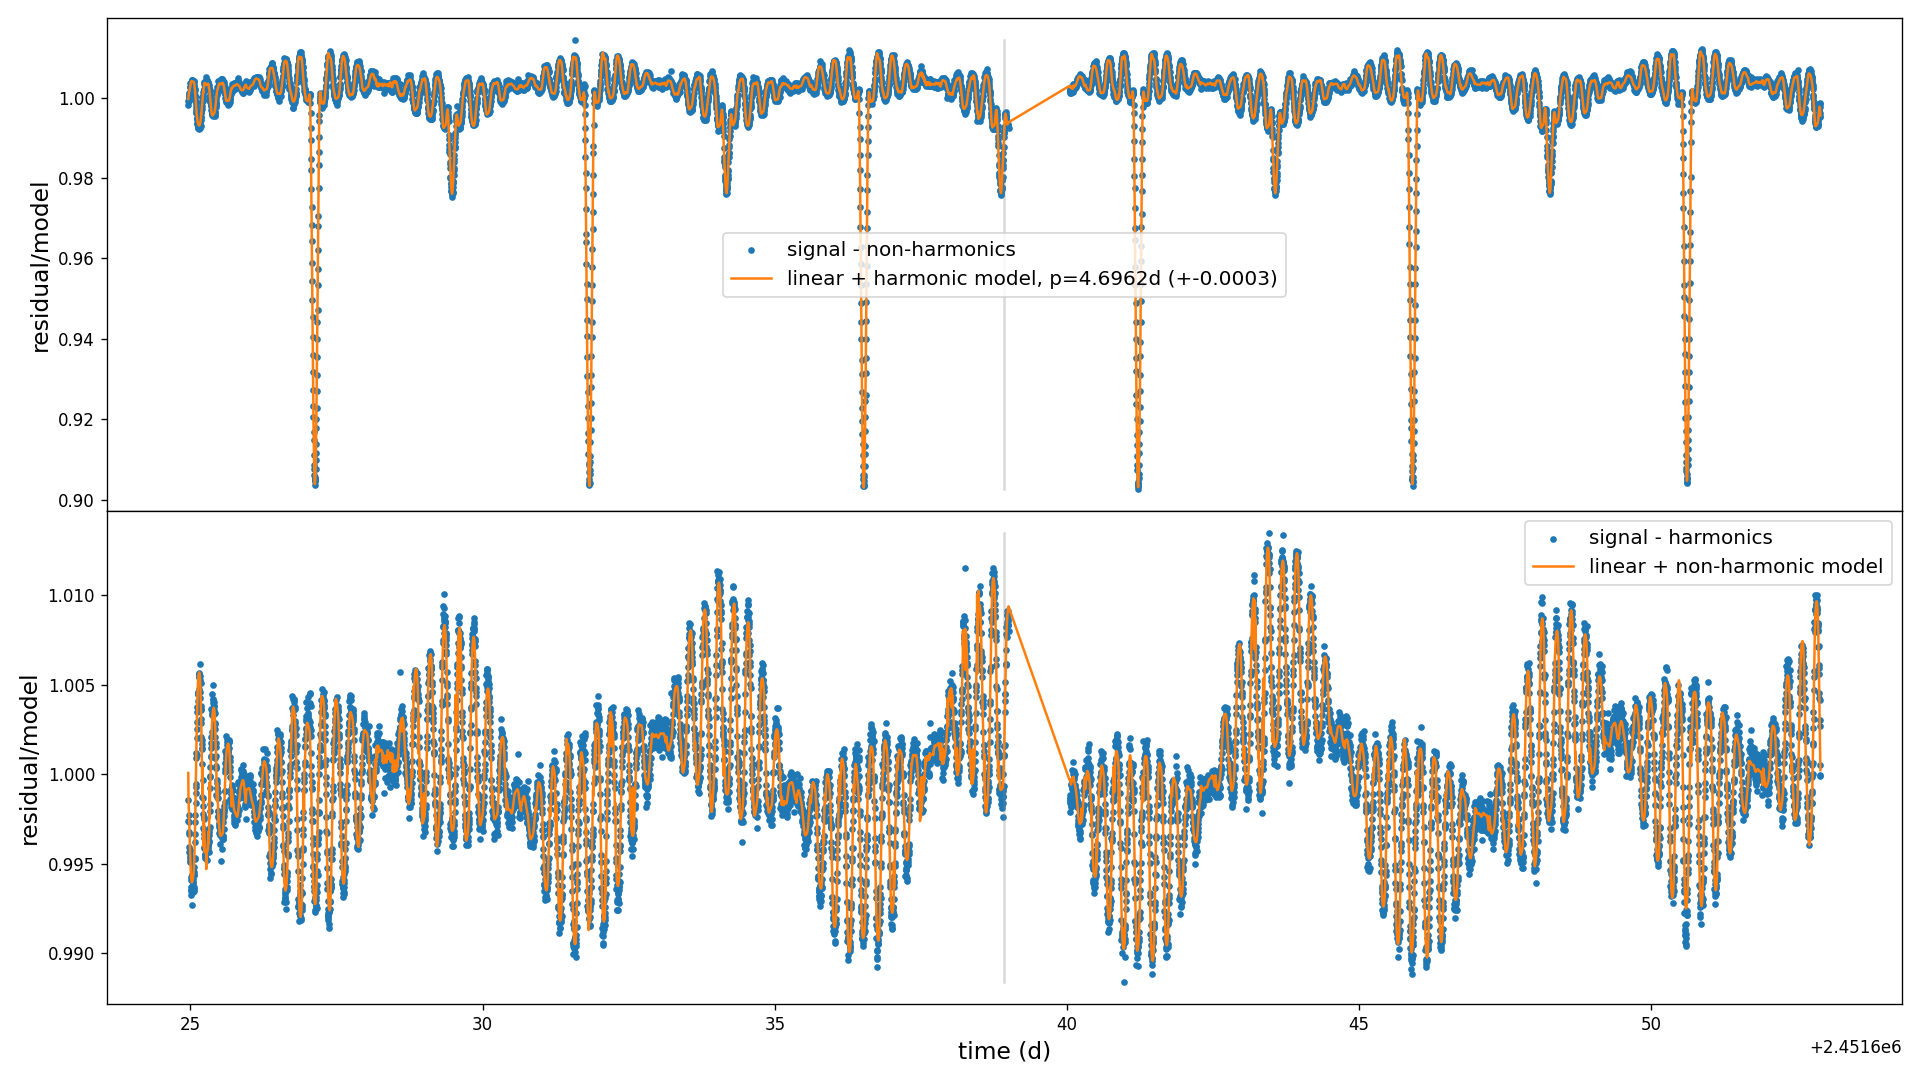 1.00
0.98
0.96
0.94
0.92
0.90
residual/model
signal - non-harmonics
linear + harmonic model, p=4.6962d (+-0.0003)
1.010
1.005
1.000
0.995
0.990
residual/model
signal - harmonics
linear + non-harmonic model
25 30 35 40 45 50
time (d)
+2.4516e6